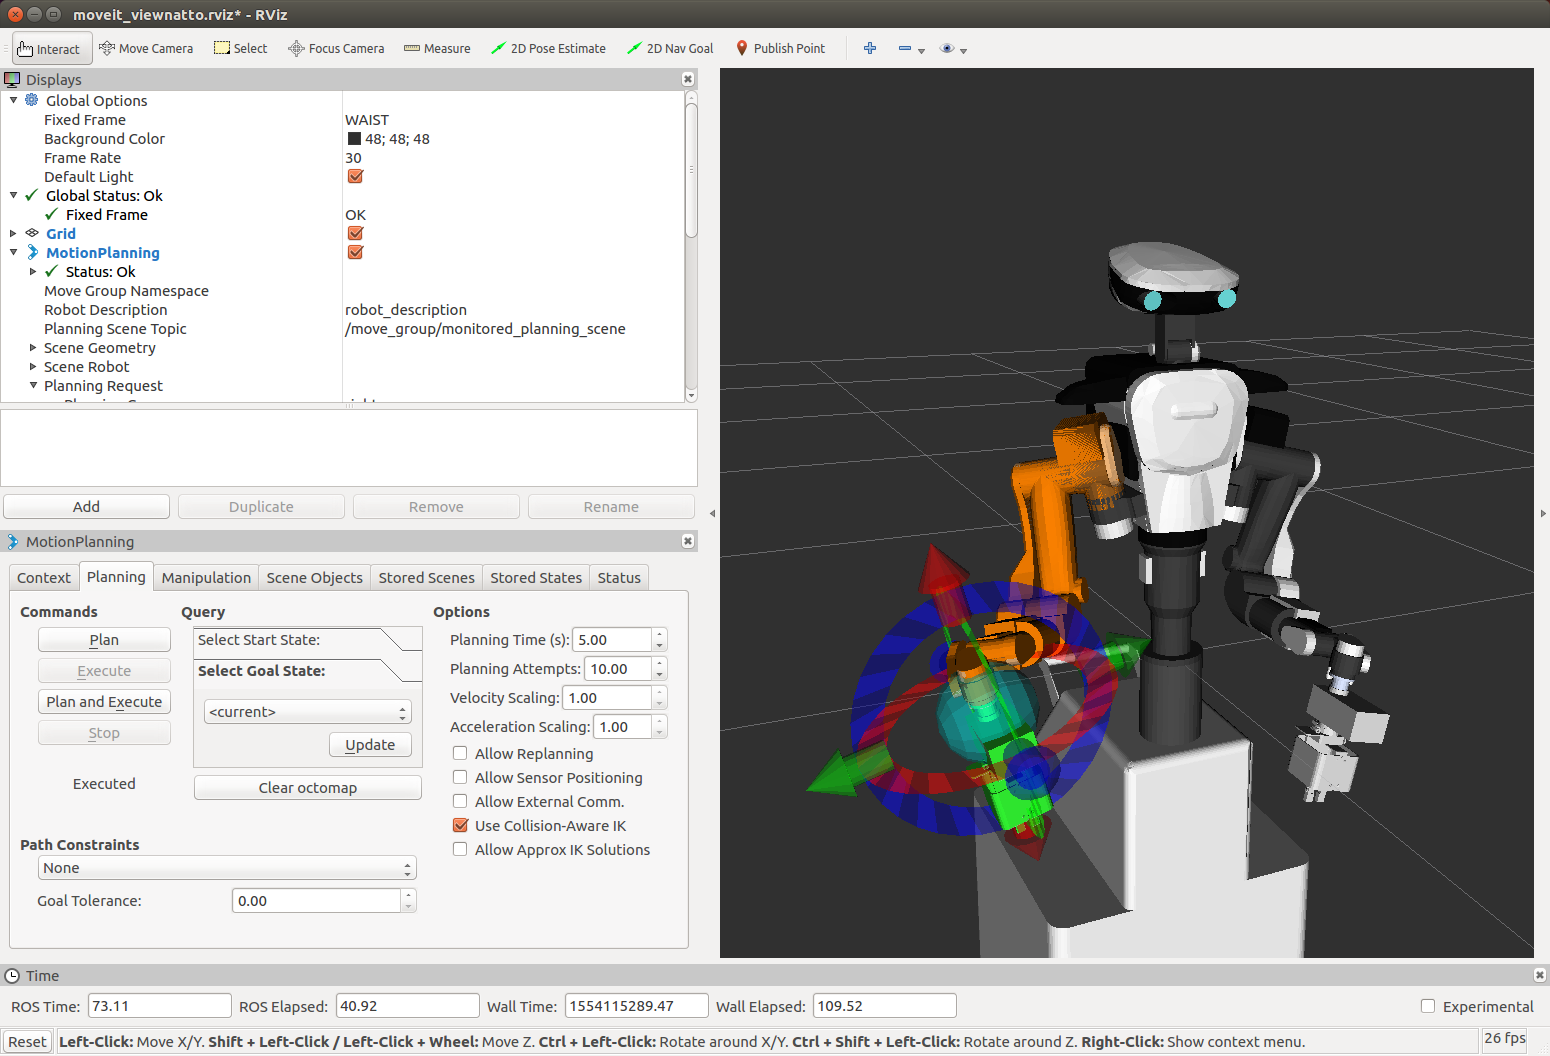 moveit_viewnatto.rviz* - RViz
Interact Move Camera Select Focus Camera Measure 2D Pose Estimate 2D Nav Goal Publish Point
Displays
Global Options
Fixed Frame WAIST
Background Color 48; 48; 48
Frame Rate 30
Default Light
Global Status: Ok
Fixed Frame OK
Grid
MotionPlanning
Status: Ok
Move Group Namespace
Robot Description robot_description
Planning Scene Topic /move_group/monitored_planning_scene
Scene Geometry
Scene Robot
Planning Request
Add Duplicate Remove Rename
MotionPlanning
Context Planning Manipulation Scene Objects Stored Scenes Stored States Status
Commands Query Options
Plan Select Start State: Planning Time (s): 5.00
Execute Select Goal State: Planning Attempts: 10.00
Plan and Execute <current> Velocity Scaling: 1.00
Stop Update Acceleration Scaling: 1.00
Allow Replanning
Executed Clear octomap Allow Sensor Positioning
Allow External Comm.
Use Collision-Aware IK
Path Constraints Allow Approx IK Solutions
None
Goal Tolerance: 0.00
Time
ROS Time: 73.11 ROS Elapsed: 40.92 Wall Time: 1554115289.47 Wall Elapsed: 109.52 Experimental
Reset Left-Click: Move X/Y. Shift + Left-Click / Left-Click + Wheel: Move Z. Ctrl + Left-Click: Rotate around X/Y. Ctrl + Shift + Left-Click: Rotate around Z. Right-Click: Show context menu. 26 fps